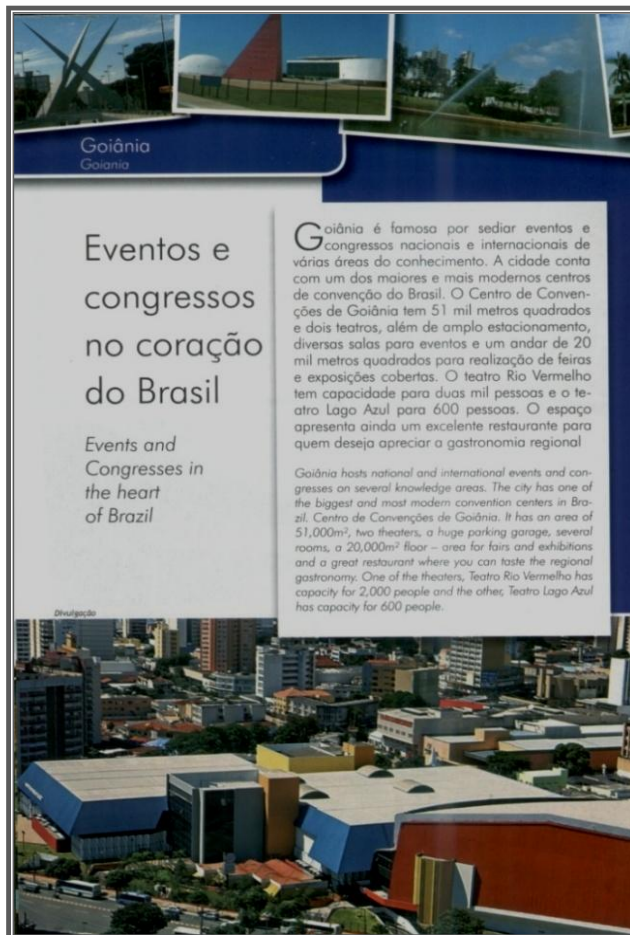 Goiânia
Goiania
Eventos e
congressos
no coração
do Brasil
Events and
Congresses in
the heart
of Brazil
Goiânia é famosa por sediar eventos e
congressos nacionais e internacionais de
várias áreas do conhecimento. A cidade conta
com um dos maiores e mais modernos centros
de convenção do Brasil. O Centro de Conven-
ções de Goiânia tem 51 mil metros quadrados
e dois teatros, além de amplo estacionamento,
diversas salas para eventos e um andar de 20
mil metros quadrados para realização de feiras
e exposições cobertas. O teatro Rio Vermelho
tem capacidade para duas mil pessoas e o te-
atro Lago Azul para 600 pessoas. O espaço
apresenta ainda um excelente restaurante para
quem deseja apreciar a gastronomia regional
Goiânia hosts national and international events and con-
gresses on several knowledge areas. The city has one of
the biggest and most modern convention centers in Bra-
zil. Centro de Convenções de Goiânia. It has an area of
51,000m², two theaters, a huge parking garage, several
rooms, a 20,000m² floor – area for fairs and exhibitions
and a great restaurant where you can taste the regional
gastronomy. One of the theaters, Teatro Rio Vermelho has
capacity for 2,000 people and the other, Teatro Lago Azul
has capacity for 600 people.
Divulgação